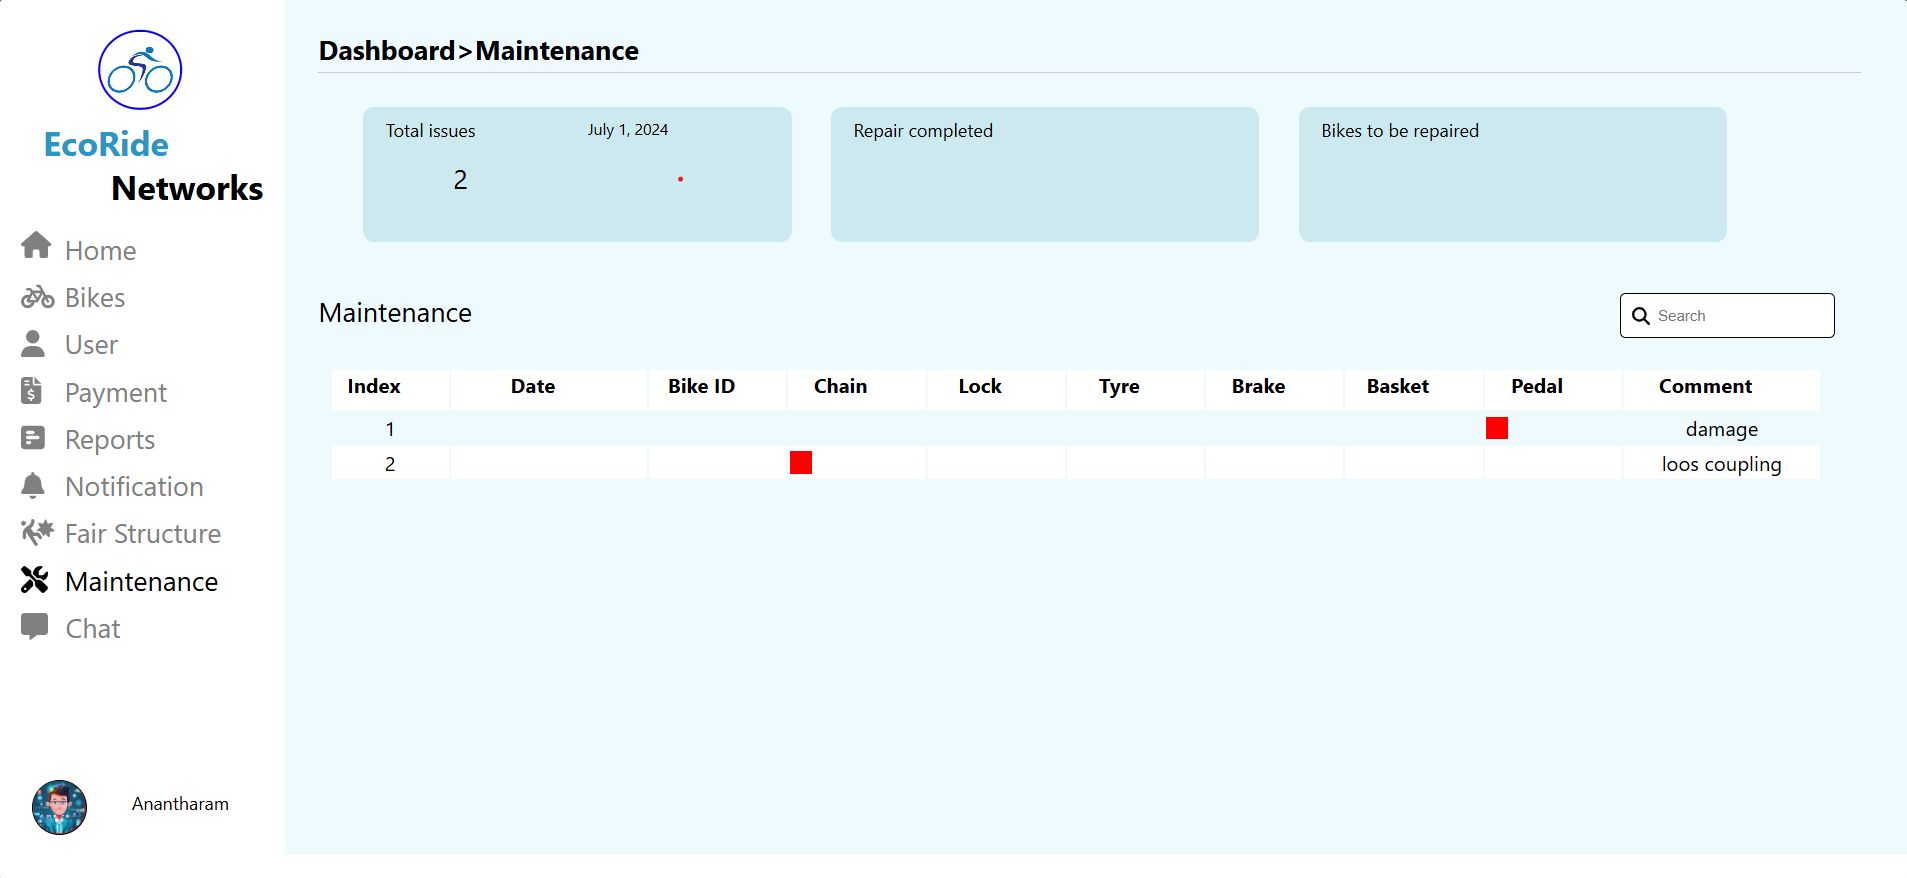 EcoRide
Networks
Home
Bikes
User
Payment
Reports
Notification
Fair Structure
Maintenance
Chat
Anantharam
Dashboard>Maintenance
Total issues July 1, 2024
2
Repair completed
Bikes to be repaired
Maintenance
Search
Index Date Bike ID Chain Lock Tyre Brake Basket Pedal Comment
1 damage
2 loos coupling